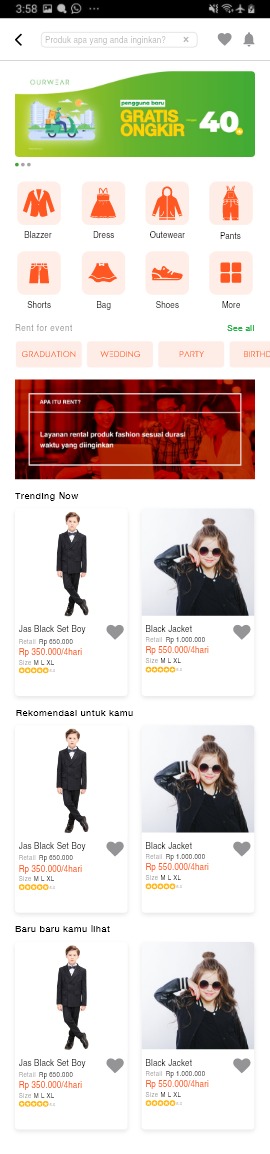 3:58
Produk apa yang anda inginkan? ×
OURWEAR
pengguna baru
GRATIS
ONGKIR
40
Blazzer Dress Outewear Pants
Shorts Bag Shoes More
Rent for event See all
GRADUATION WEDDING PARTY BIRTHD
APA ITU RENT?
Layanan rental produk fashion sesuai durasi
waktu yang diinginkan
Trending Now
Jas Black Set Boy
Retail Rp 650.000
Rp 350.000/4hari
Size M L XL
Black Jacket
Retail Rp 1.000.000
Rp 550.000/4hari
Size M L XL
Rekomendasi untuk kamu
Jas Black Set Boy
Retail Rp 650.000
Rp 350.000/4hari
Size M L XL
Black Jacket
Retail Rp 1.000.000
Rp 550.000/4hari
Size M L XL
Baru baru kamu lihat
Jas Black Set Boy
Retail Rp 650.000
Rp 350.000/4hari
Size M L XL
Black Jacket
Retail Rp 1.000.000
Rp 550.000/4hari
Size M L XL